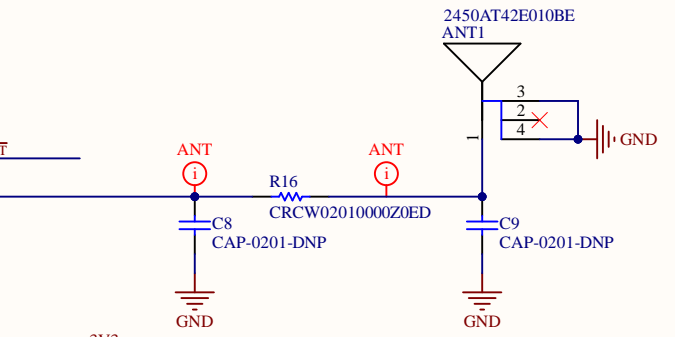 2450AT42E010BE
ANT1
3
2
4
1
GND
ANT
i
ANT
i
R16
CRCW02010000Z0ED
C8
CAP-0201-DNP
C9
CAP-0201-DNP
GND
GND